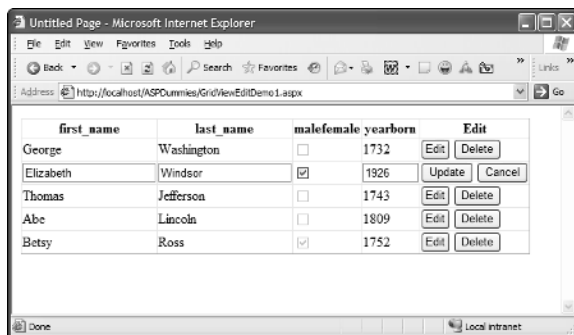 Untitled Page - Microsoft Internet Explorer
File Edit View Favorites Tools Help
Back Search Favorites Links »
Address http://localhost/ASPDummies/GridViewEditDemo1.aspx Go
first_name last_name malefemale yearborn Edit
George Washington 1732 Edit Delete
Elizabeth Windsor 1926 Update Cancel
Thomas Jefferson 1743 Edit Delete
Abe Lincoln 1809 Edit Delete
Betsy Ross 1752 Edit Delete
Done Local intranet